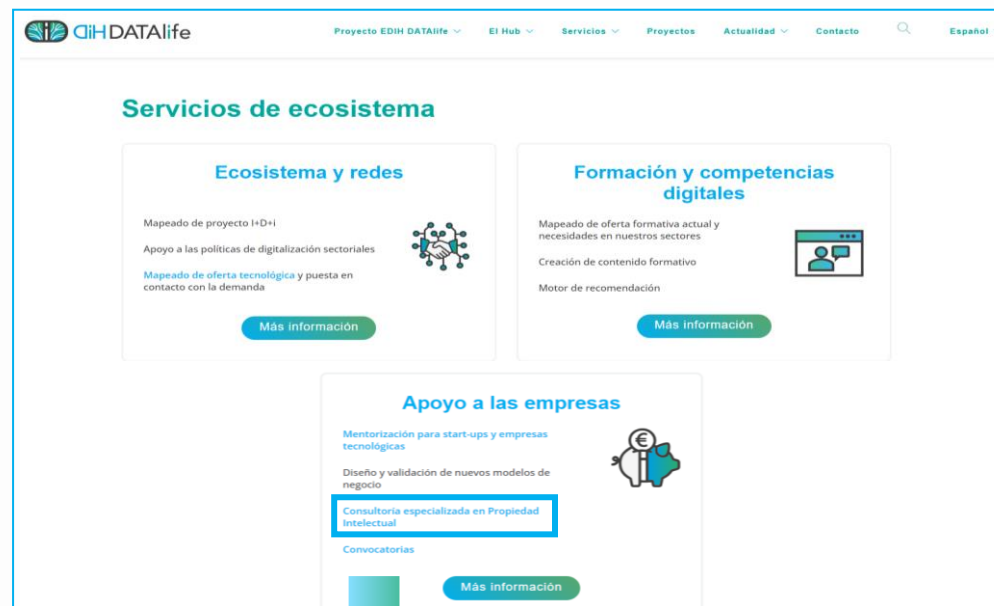 DiHDATAlife
Proyecto EDIH DATAlife
El Hub
Servicios
Proyectos
Actualidad
Contacto
Español
Servicios de ecosistema
Ecosistema y redes
Mapeado de proyecto I+D+i
Apoyo a las políticas de digitalización sectoriales
Mapeado de oferta tecnológica y puesta en
contacto con la demanda
Más información
Formación y competencias
digitales
Mapeado de oferta formativa actual y
necesidades en nuestros sectores
Creación de contenido formativo
Motor de recomendación
Más información
Apoyo a las empresas
Mentorización para start-ups y empresas
tecnológicas
Diseño y validación de nuevos modelos de
negocio
Consultoría especializada en Propiedad
Intelectual
Convocatorias
Más información